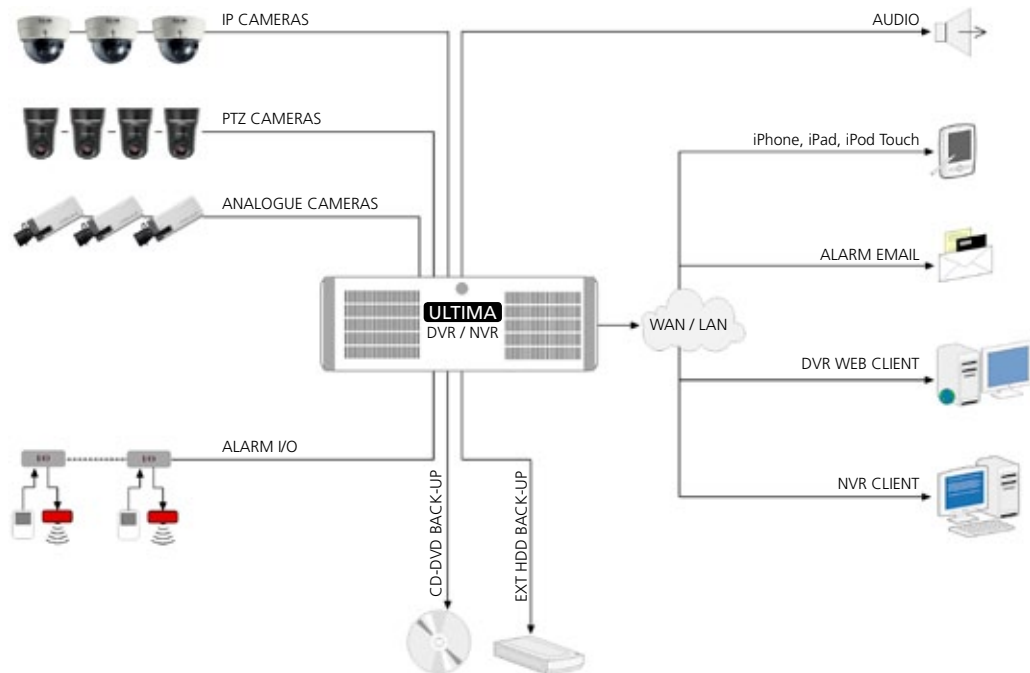 IP CAMERAS
AUDIO
PTZ CAMERAS
iPhone, iPad, iPod Touch
ANALOGUE CAMERAS
ALARM EMAIL
ULTIMA
DVR / NVR
WAN / LAN
DVR WEB CLIENT
ALARM I/O
I/O
I/O
NVR CLIENT
CD-DVD BACK-UP
EXT HDD BACK-UP